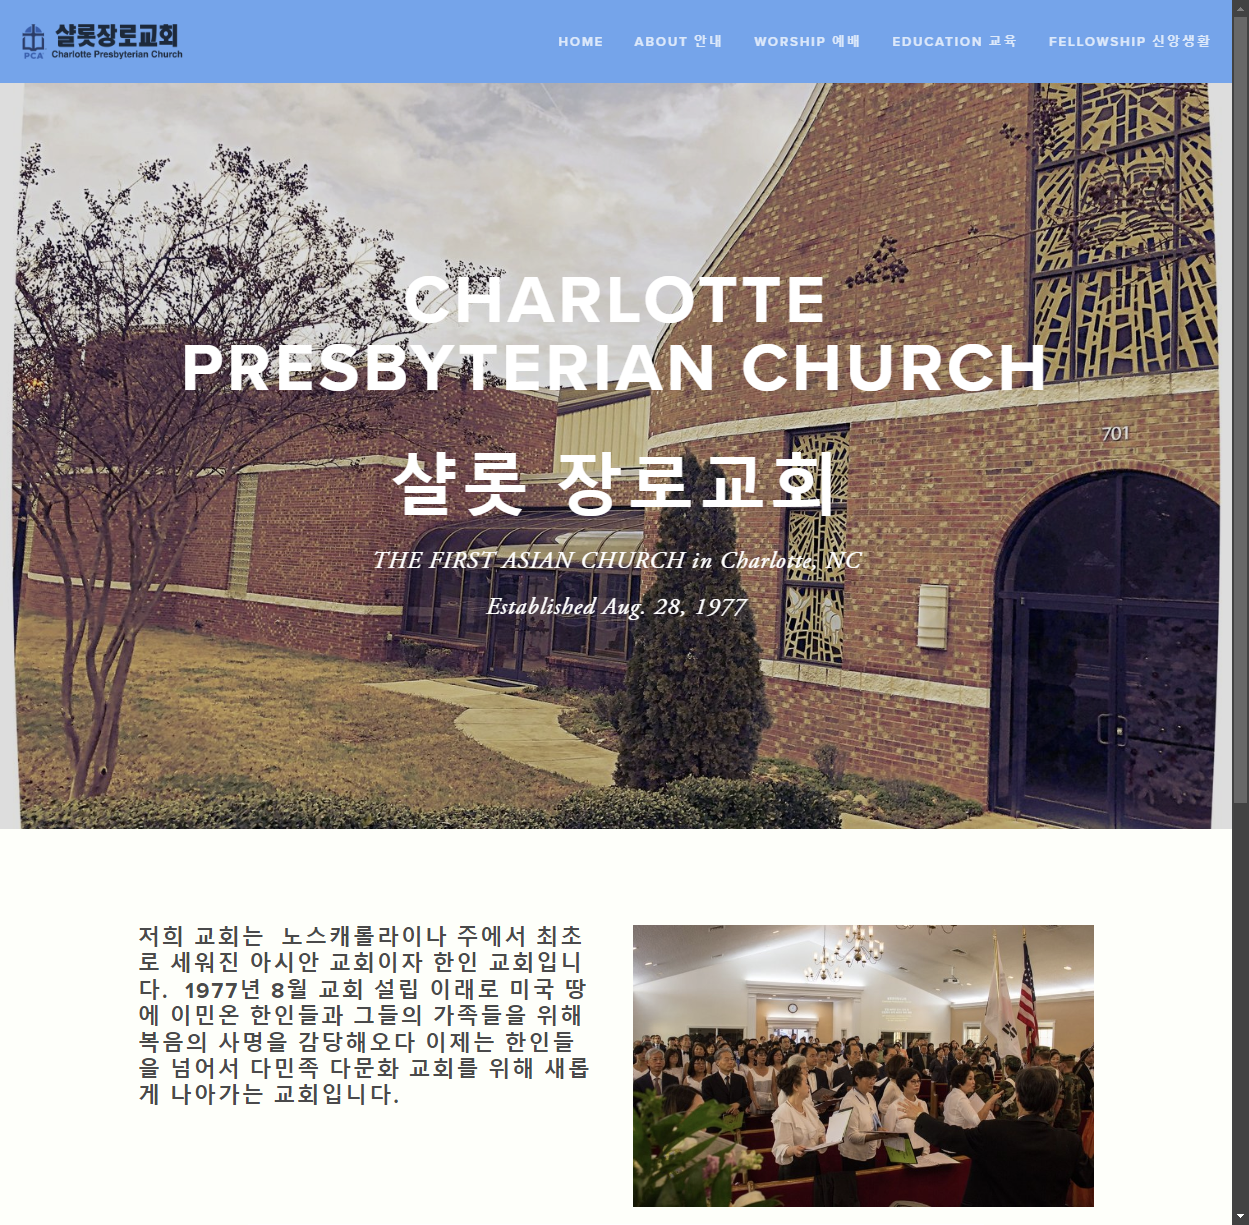 샬롯장로교회
PCA
Charlotte Presbyterian Church
HOME
ABOUT 안내
WORSHIP 예배
EDUCATION 교육
FELLOWSHIP 신앙생활
CHARLOTTE
PRESBYTERIAN CHURCH
701
샬롯 장로교회
THE FIRST ASIAN CHURCH in Charlotte, NC
Established Aug. 28, 1977
저희 교회는 노스캐롤라이나 주에서 최초
로 세워진 아시안 교회이자 한인 교회입니
다. 1977년 8월 교회 설립 이래로 미국 땅
에 이민온 한인들과 그들의 가족들을 위해
복음의 사명을 감당해오다 이제는 한인들
을 넘어서 다민족 다문화 교회를 위해 새롭
게 나아가는 교회입니다.